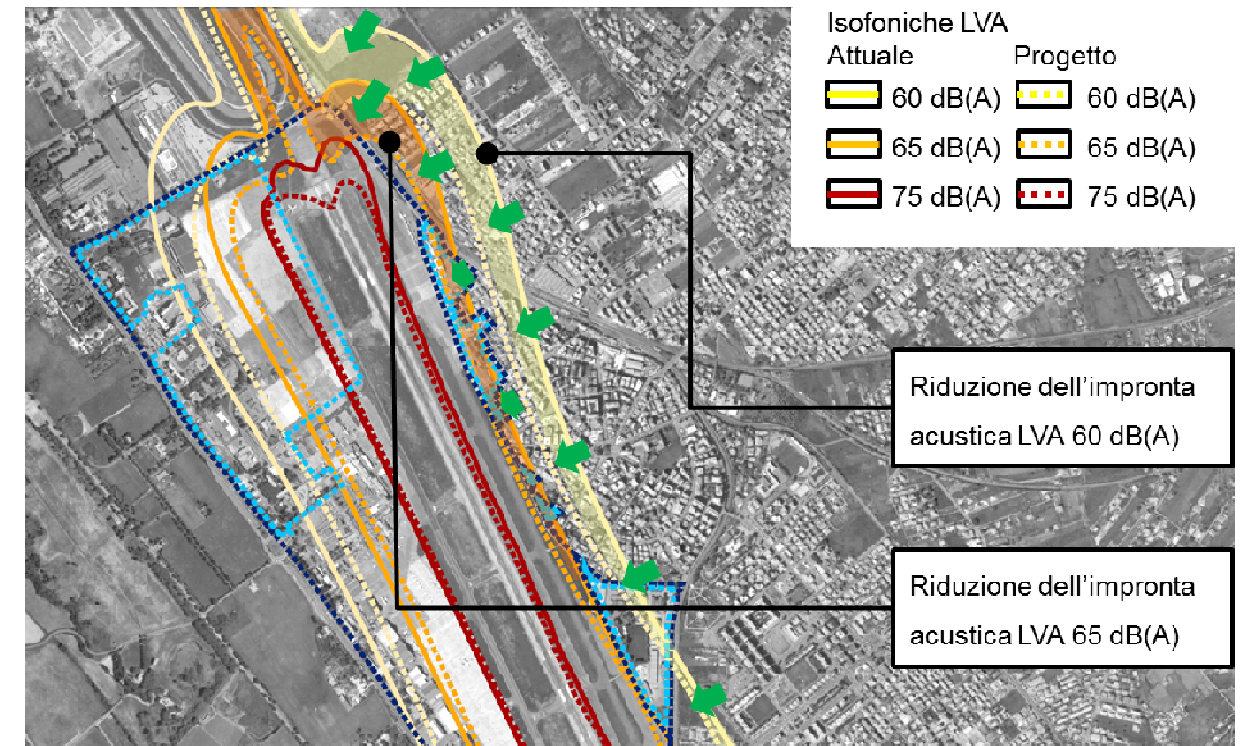 Isofoniche LVA
Attuale Progetto
60 dB(A) 60 dB(A)
65 dB(A) 65 dB(A)
75 dB(A) 75 dB(A)
Riduzione dell’impronta
acustica LVA 60 dB(A)
Riduzione dell’impronta
acustica LVA 65 dB(A)